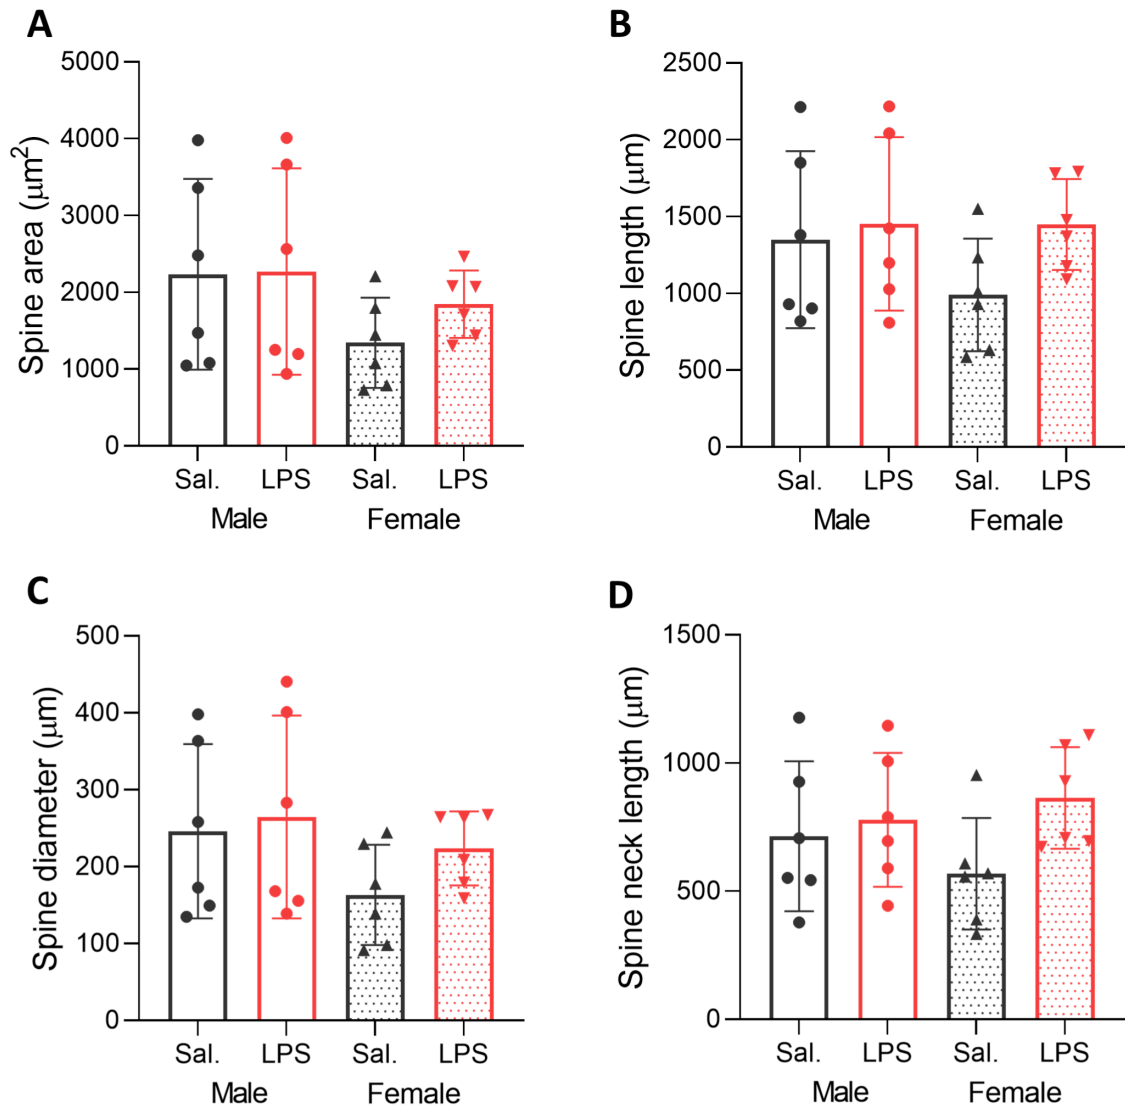 A
Spine area (μm²)
5000
4000
3000
2000
1000
0
Sal. LPS Sal. LPS
Male Female
B
Spine length (μm)
2500
2000
1500
1000
500
0
Sal. LPS Sal. LPS
Male Female
C
Spine diameter (μm)
500
400
300
200
100
0
Sal. LPS Sal. LPS
Male Female
D
Spine neck length (μm)
1500
1000
500
0
Sal. LPS Sal. LPS
Male Female